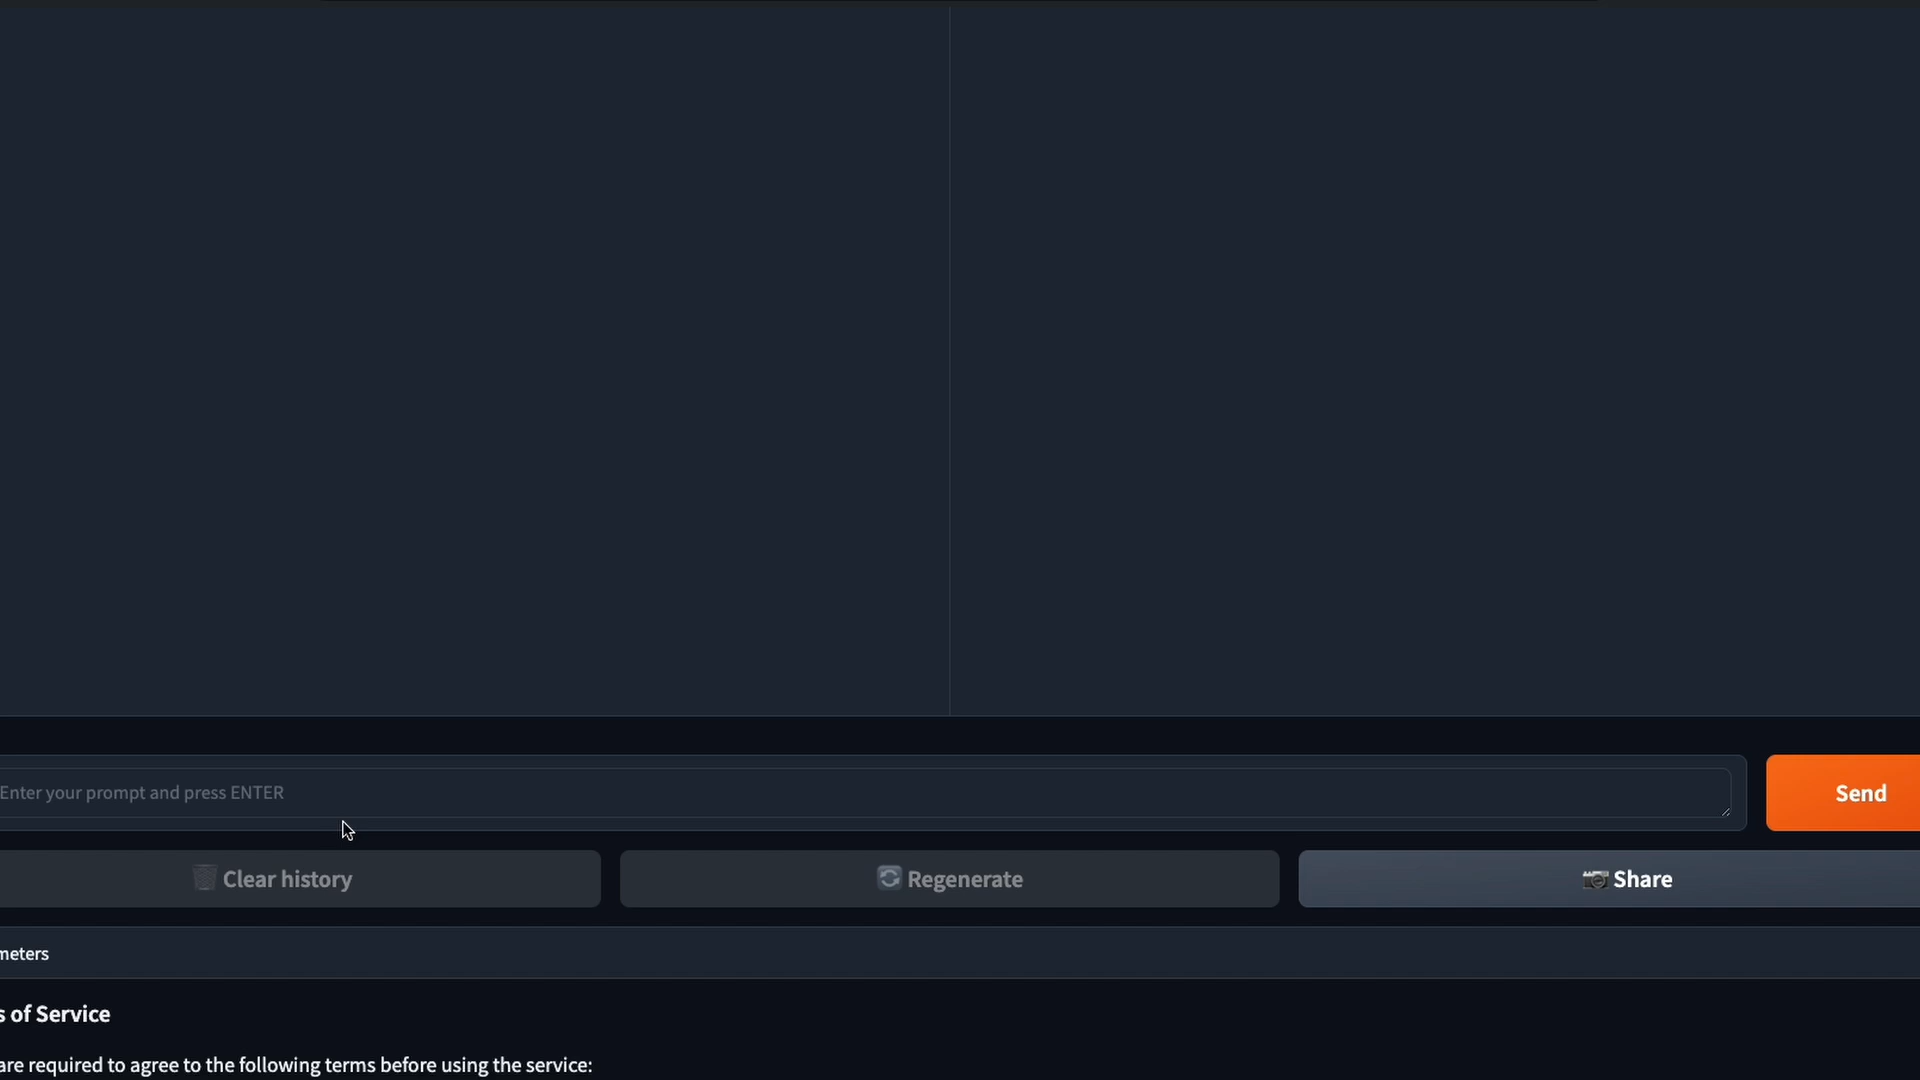 Enter your prompt and press ENTER
Send
Clear history
Regenerate
Share
meters
s of Service
are required to agree to the following terms before using the service: